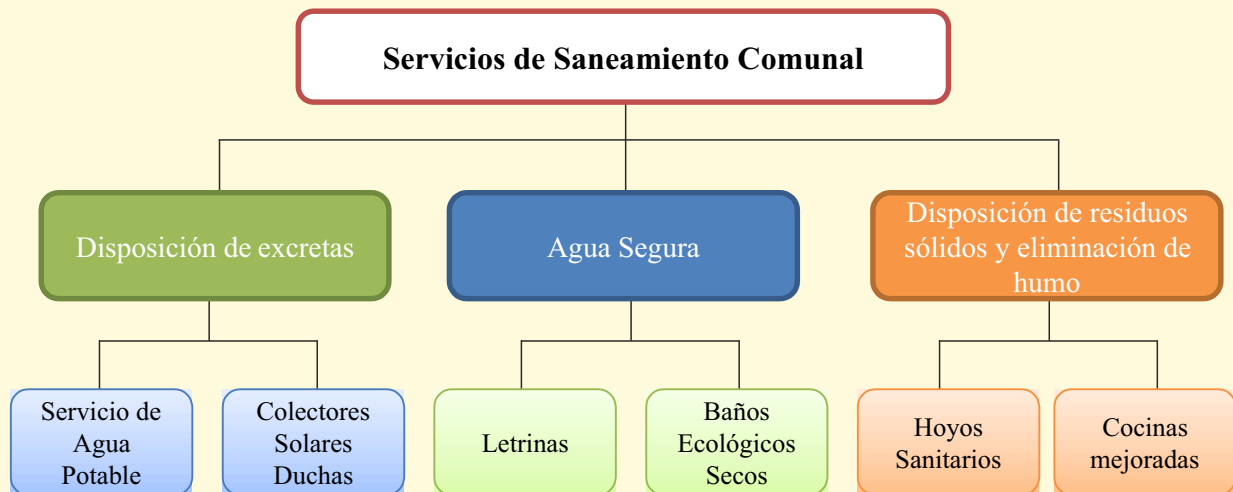 Servicios de Saneamiento Comunal
Disposición de excretas
Agua Segura
Disposición de residuos
sólidos y eliminación de
humo
Servicio de
Agua
Potable
Colectores
Solares
Duchas
Letrinas
Baños
Ecológicos
Secos
Hoyos
Sanitarios
Cocinas
mejoradas